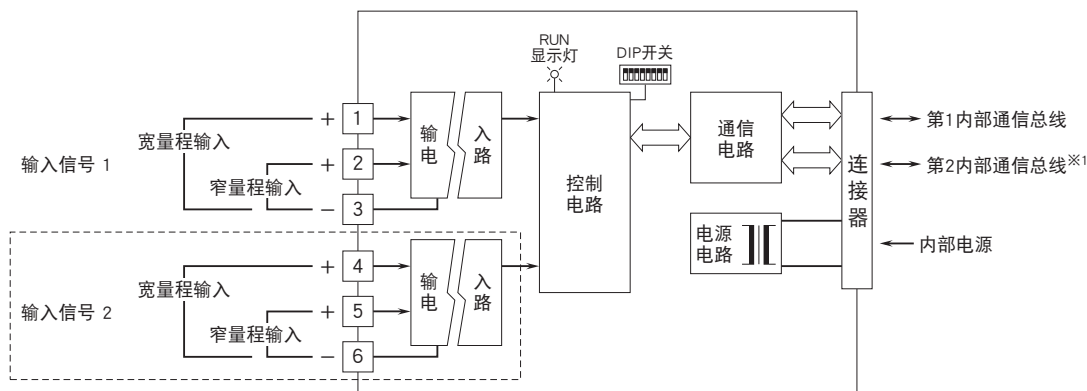 RUN
显示灯
DIP开关
输入信号 1
宽量程输入
窄量程输入
+ 1
+ 2
− 3
输 入
电 路
控制
电路
通信
电路
连接器
第1内部通信总线
第2内部通信总线※1
电源
电路
内部电源
输入信号 2
宽量程输入
窄量程输入
+ 4
+ 5
− 6
输 入
电 路